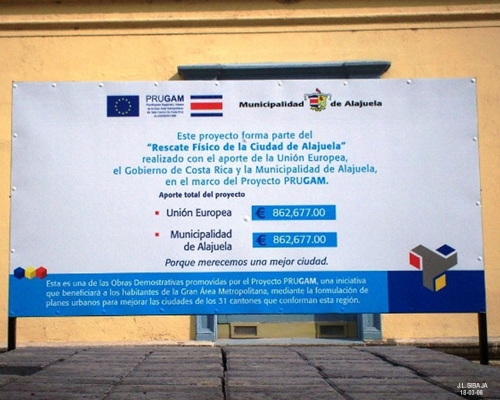 PRUGAM
Municipalidad de Alajuela
Este proyecto forma parte del
"Rescate Físico de la Ciudad de Alajuela"
realizado con el aporte de la Unión Europea,
el Gobierno de Costa Rica y la Municipalidad de Alajuela,
en el marco del Proyecto PRUGAM.
Aporte total del proyecto
Unión Europea € 862,677.00
Municipalidad
de Alajuela € 862,677.00
Porque merecemos una mejor ciudad.
Esta es una de las Obras Demostrativas promovidas por el Proyecto PRUGAM, una iniciativa
que beneficiará a los habitantes de la Gran Área Metropolitana, mediante la formulación de
planes urbanos para mejorar las ciudades de los 31 cantones que conforman esta región.
J.L.SIBAJA
18-03-06